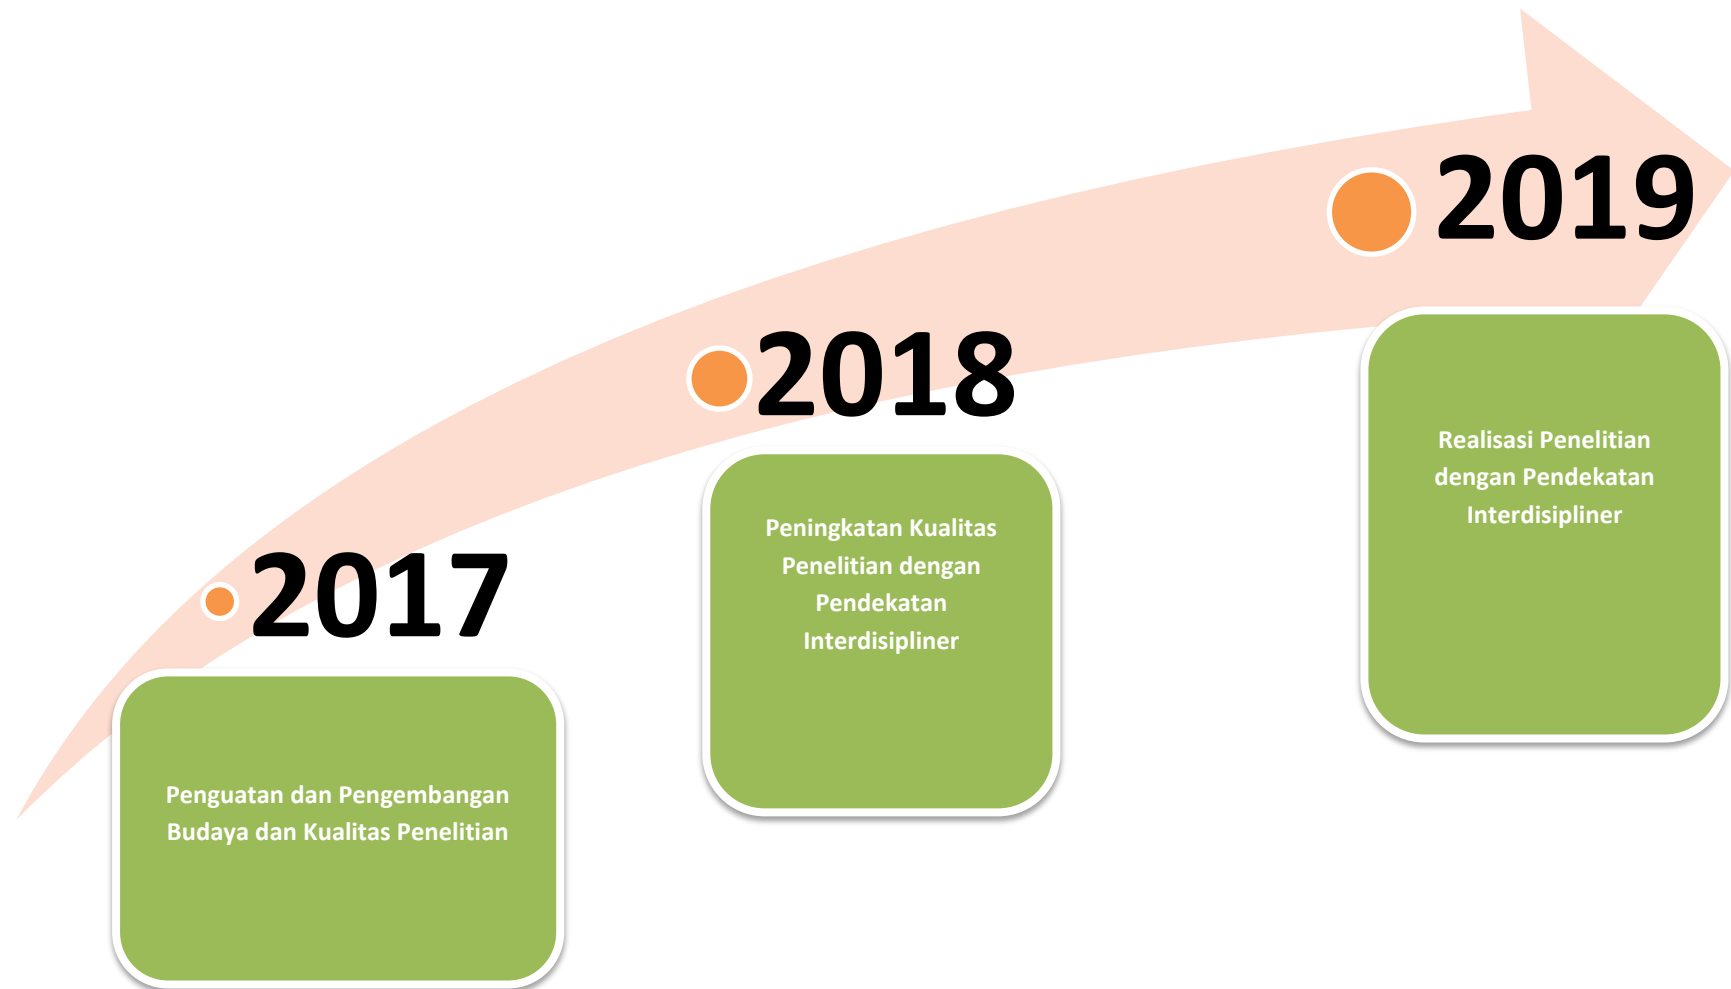 2017
Penguatan dan Pengembangan
Budaya dan Kualitas Penelitian
2018
Peningkatan Kualitas
Penelitian dengan
Pendekatan
Interdisipliner
2019
Realisasi Penelitian
dengan Pendekatan
Interdisipliner